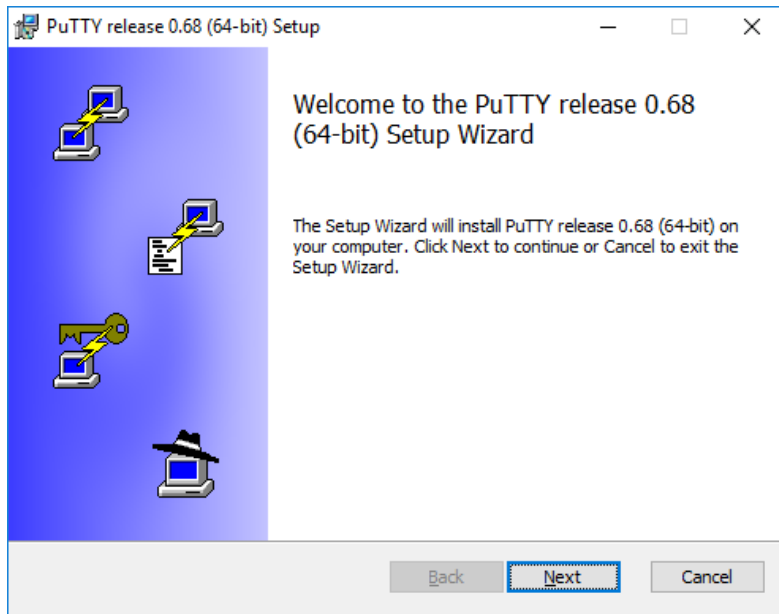 PuTTY release 0.68 (64-bit) Setup
Welcome to the PuTTY release 0.68
(64-bit) Setup Wizard
The Setup Wizard will install PuTTY release 0.68 (64-bit) on
your computer. Click Next to continue or Cancel to exit the
Setup Wizard.
Back Next Cancel